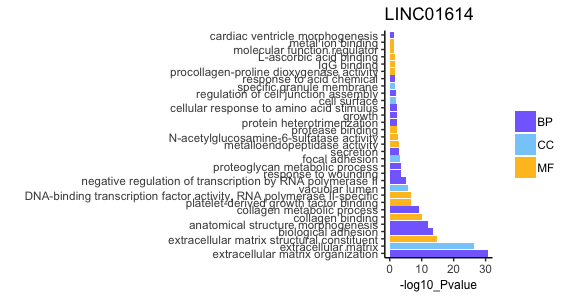 LINC01614
cardiac ventricle morphogenesis
metal ion binding
molecular function regulator
L-ascorbic acid binding
IgG binding
procollagen-proline dioxygenase activity
response to acid chemical
specific granule membrane
regulation of cell junction assembly
cell surface
cellular response to amino acid stimulus
growth
protein heterotrimerization
protease binding
N-acetylglucosamine-6-sulfatase activity
metalloendopeptidase activity
secretion
focal adhesion
proteoglycan metabolic process
response to wounding
negative regulation of transcription by RNA polymerase II
vacuolar lumen
DNA-binding transcription factor activity, RNA polymerase II-specific
platelet-derived growth factor binding
collagen metabolic process
collagen binding
anatomical structure morphogenesis
biological adhesion
extracellular matrix structural constituent
extracellular matrix
extracellular matrix organization
0 10 20 30
-log10_Pvalue
BP
CC
MF